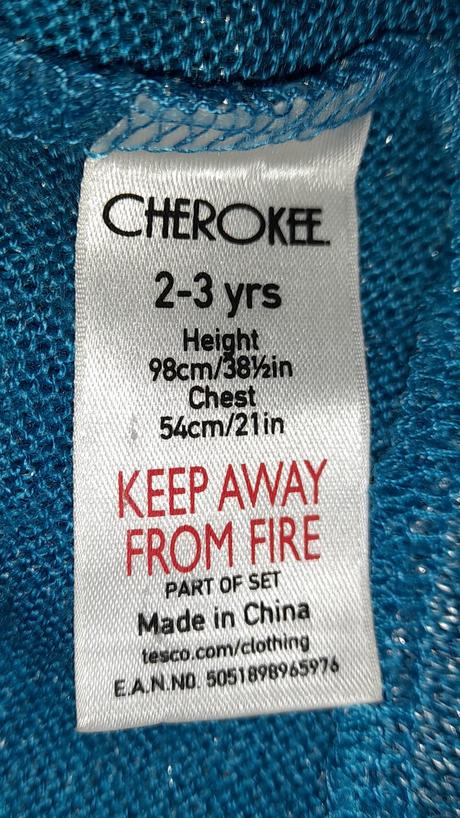 CHEROKEE
2-3 yrs
Height
98cm/38½in
Chest
54cm/21in
KEEP AWAY
FROM FIRE
PART OF SET
Made in China
tesco.com/clothing
E.A.N.NO. 5051898965976